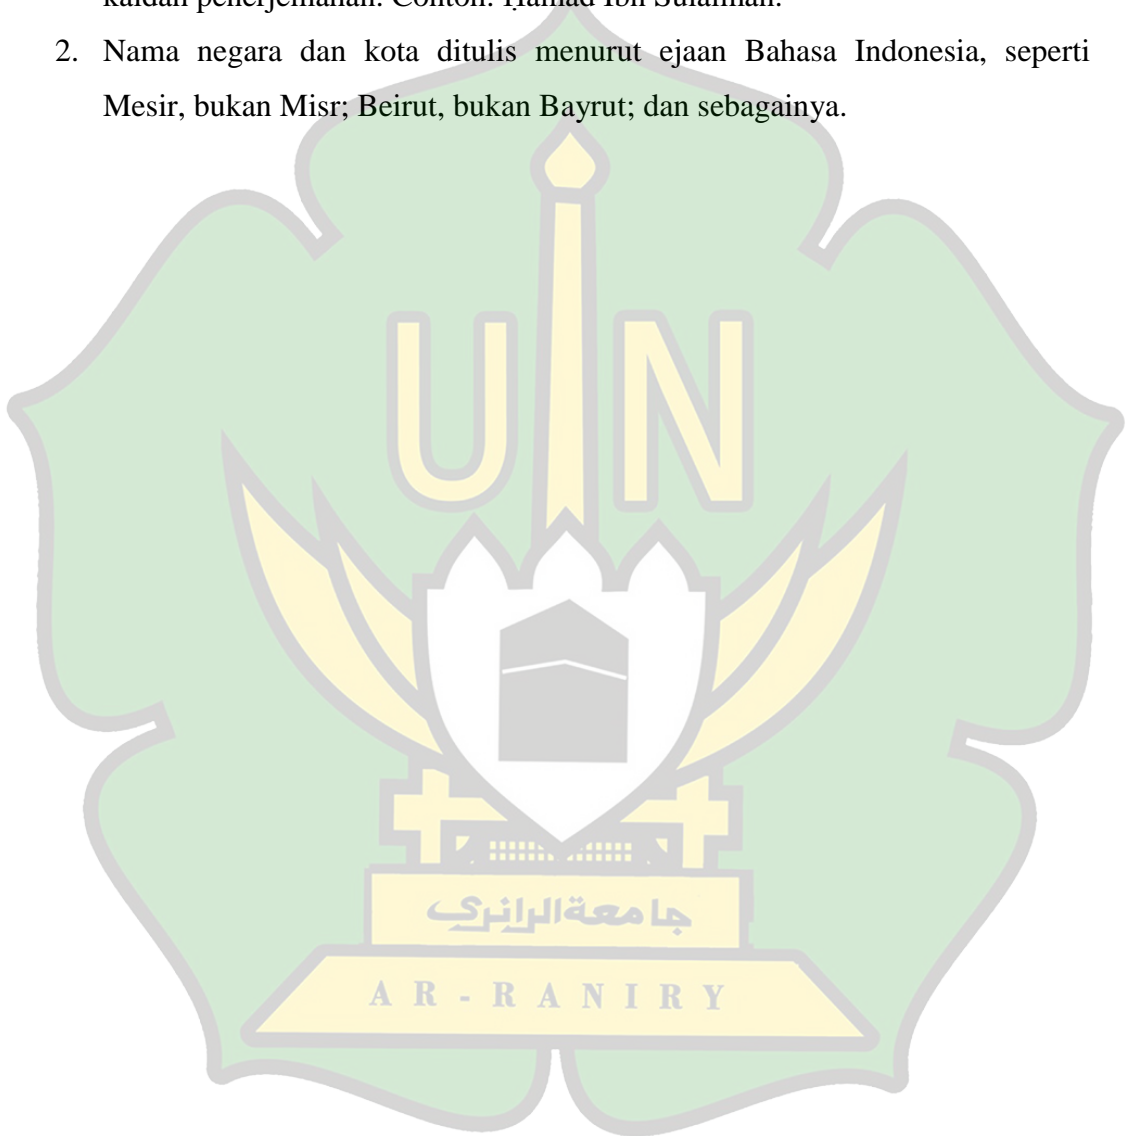 kaidah penerjemahan. Contoh: Ḥamad Ibn Sulaiman.
2. Nama negara dan kota ditulis menurut ejaan Bahasa Indonesia, seperti
Mesir, bukan Misr; Beirut, bukan Bayrut; dan sebagainya.
UIN
جامعة الرانري
AR-RANIRY